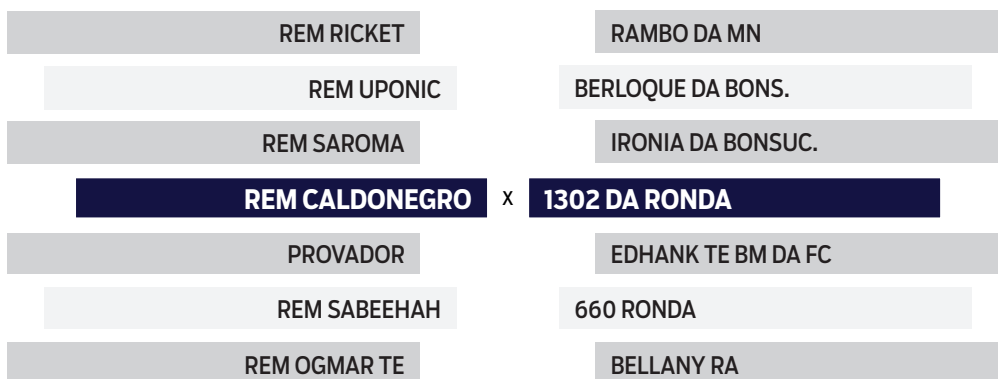 REM RICKET RAMBO DA MN
REM UPONIC BERLOQUE DA BONS.
REM SAROMA IRONIA DA BONSUC.
REM CALDONEGRO X 1302 DA RONDA
PROVADOR EDHANK TE BM DA FC
REM SABEEHAH 660 RONDA
REM OGMAR TE BELLANY RA